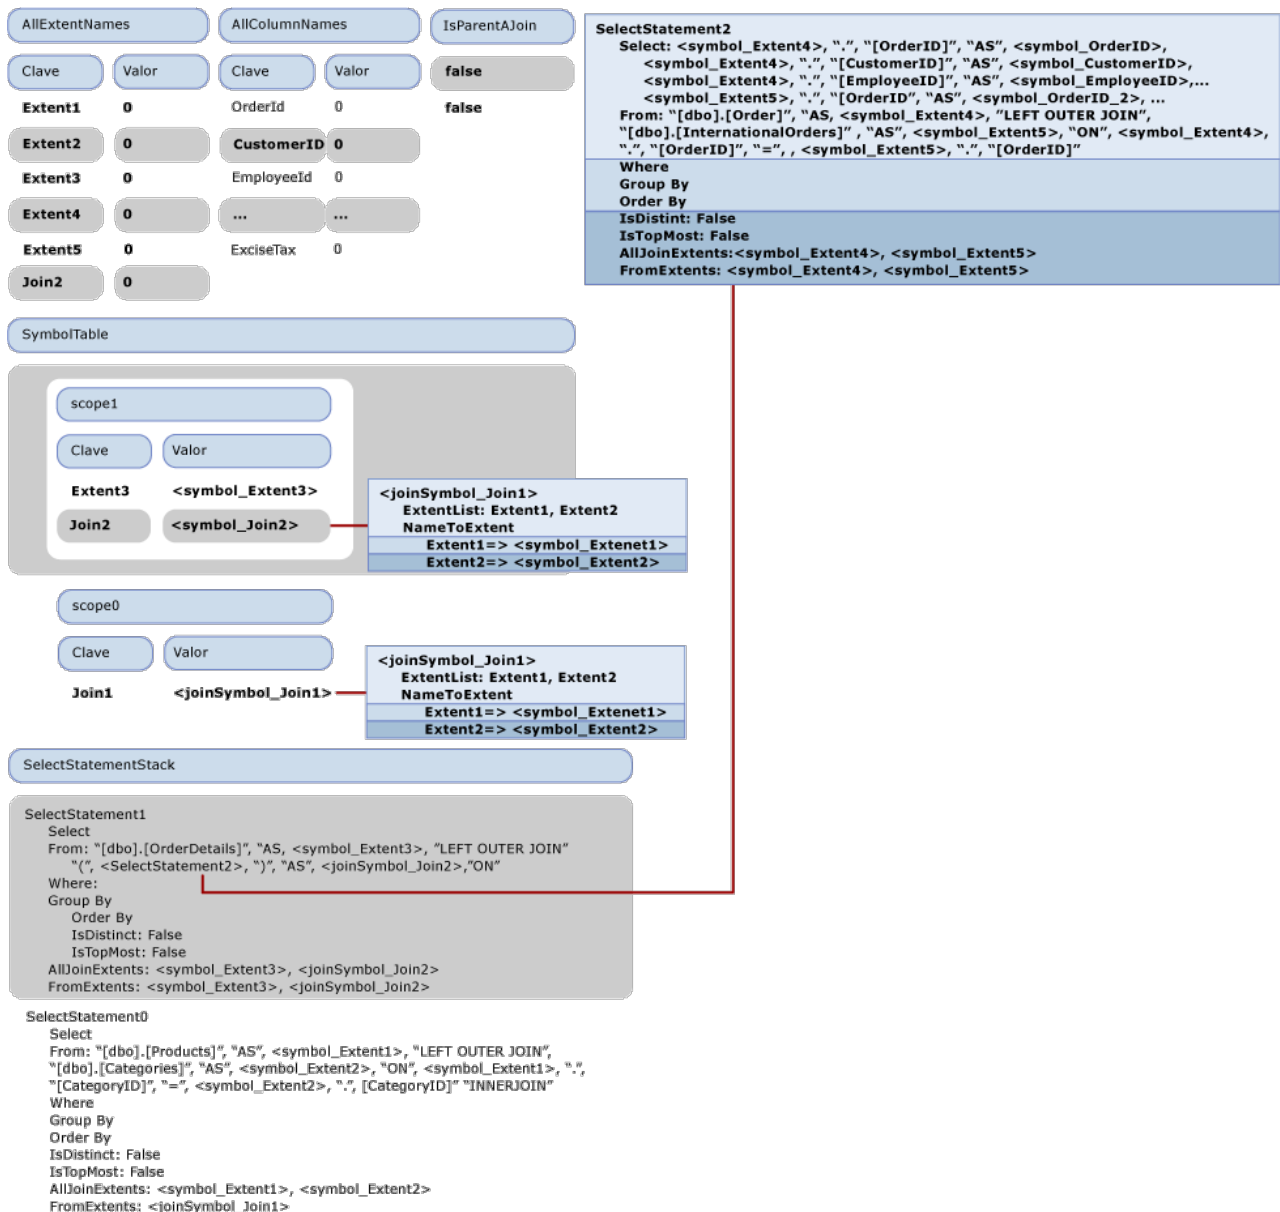 AllExtentNames
Clave Valor
Extent1 0
Extent2 0
Extent3 0
Extent4 0
Extent5 0
Join2 0
AllColumnNames
Clave Valor
OrderId 0
CustomerID 0
EmployeeId 0
... ...
ExciseTax 0
IsParentAJoin
false
false
SelectStatement2
Select: <symbol_Extent4>, “.”, “[OrderID]”, “AS”, <symbol_OrderID>,
<symbol_Extent4>, “.”, “[CustomerID]”, “AS”, <symbol_CustomerID>,
<symbol_Extent4>, “.”, “[EmployeeID]”, “AS”, <symbol_EmployeeID>,...
<symbol_Extent5>, “.”, “[OrderID”, “AS”, <symbol_OrderID_2>, ...
From: “[dbo].[Order]”, “AS, <symbol_Extent4>, ”LEFT OUTER JOIN”,
“[dbo].[InternationalOrders]” , “AS”, <symbol_Extent5>, “ON”, <symbol_Extent4>,
“.”, “[OrderID]”, “=”, , <symbol_Extent5>, “.”, “[OrderID]”
Where
Group By
Order By
IsDistint: False
IsTopMost: False
AllJoinExtents:<symbol_Extent4>, <symbol_Extent5>
FromExtents: <symbol_Extent4>, <symbol_Extent5>
SymbolTable
scope1
Clave Valor
Extent3 <symbol_Extent3>
Join2 <symbol_Join2>
<joinSymbol_Join1>
ExtentList: Extent1, Extent2
NameToExtent
Extent1=> <symbol_Extenet1>
Extent2=> <symbol_Extent2>
scope0
Clave Valor
Join1 <joinSymbol_Join1>
<joinSymbol_Join1>
ExtentList: Extent1, Extent2
NameToExtent
Extent1=> <symbol_Extenet1>
Extent2=> <symbol_Extent2>
SelectStatementStack
SelectStatement1
Select
From: “[dbo].[OrderDetails]”, “AS, <symbol_Extent3>, ”LEFT OUTER JOIN”
“(”, <SelectStatement2>, “)”, “AS”, <joinSymbol_Join2>,”ON”
Where:
Group By
Order By
IsDistinct: False
IsTopMost: False
AllJoinExtents: <symbol_Extent3>, <joinSymbol_Join2>
FromExtents: <symbol_Extent3>, <joinSymbol_Join2>
SelectStatement0
Select
From: “[dbo].[Products]”, “AS”, <symbol_Extent1>, “LEFT OUTER JOIN”,
“[dbo].[Categories]”, “AS”, <symbol_Extent2>, “ON”, <symbol_Extent1>, “.”,
“[CategoryID]”, “=”, <symbol_Extent2>, “.”, [CategoryID]” “INNERJOIN”
Where
Group By
Order By
IsDistinct: False
IsTopMost: False
AllJoinExtents: <symbol_Extent1>, <symbol_Extent2>
FromExtents: <joinSymbol_Join1>